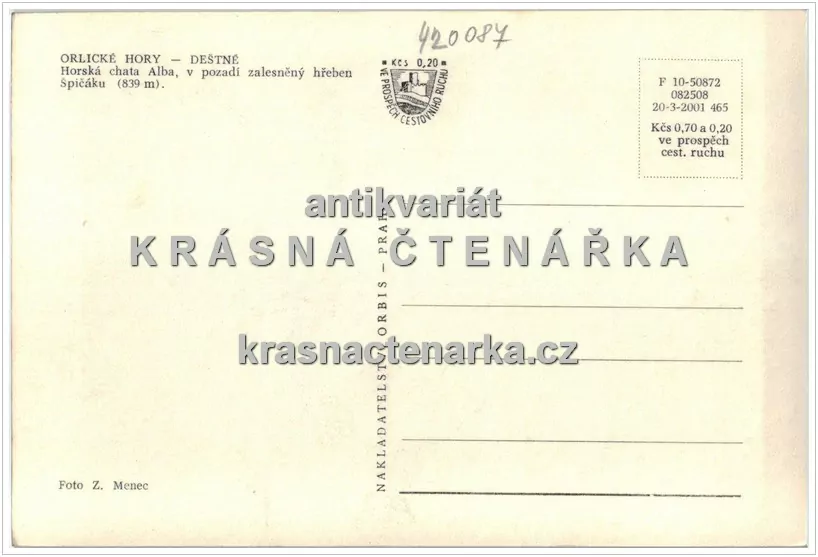 420087
ORLICKÉ HORY — DEŠTNÉ
Horská chata Alba, v pozadí zalesněný hřeben
Špičáku (839 m).
Kčs 0,20
VE PROSPĚCH CESTOVNÍHO RUCHU
F 10-50872
082508
20-3-2001 465
Kčs 0,70 a 0,20
ve prospěch
cest. ruchu
antikvariát
KRÁSNÁ ČTENÁŘKA
krasnactenarka.cz
NAKLADATELSTVÍ ORBIS — PRAHA
Foto Z. Menec